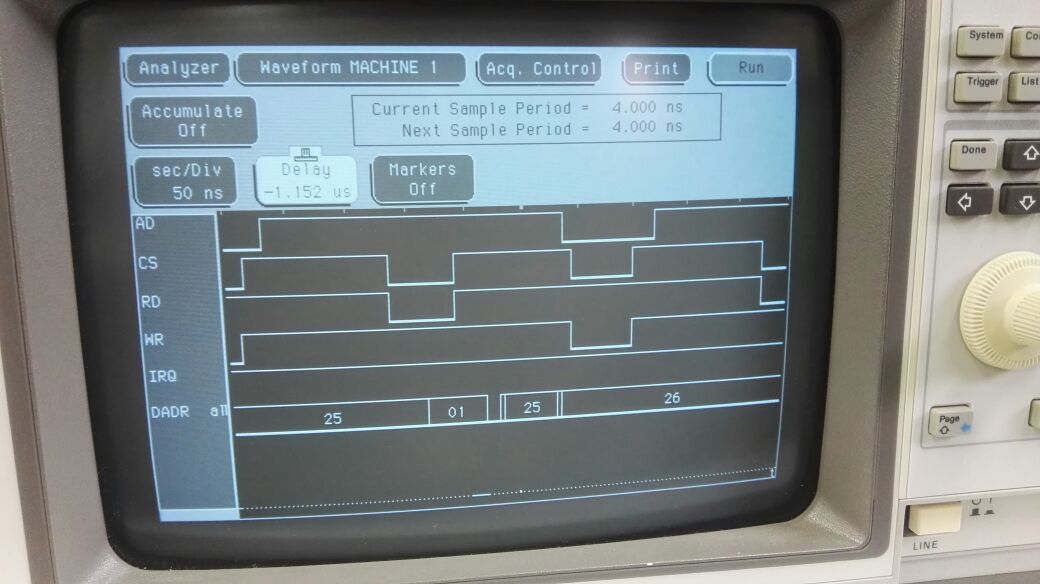 Analyzer
Waveform MACHINE 1
Acq. Control
Print
Run
Accumulate
Off
Current Sample Period = 4.000 ns
Next Sample Period = 4.000 ns
sec/Div
50 ns
Delay
-1.152 us
Markers
Off
AD
CS
RD
WR
IRQ
DADR all
25
01
25
26
System
Trigger
List
Done
Page
LINE